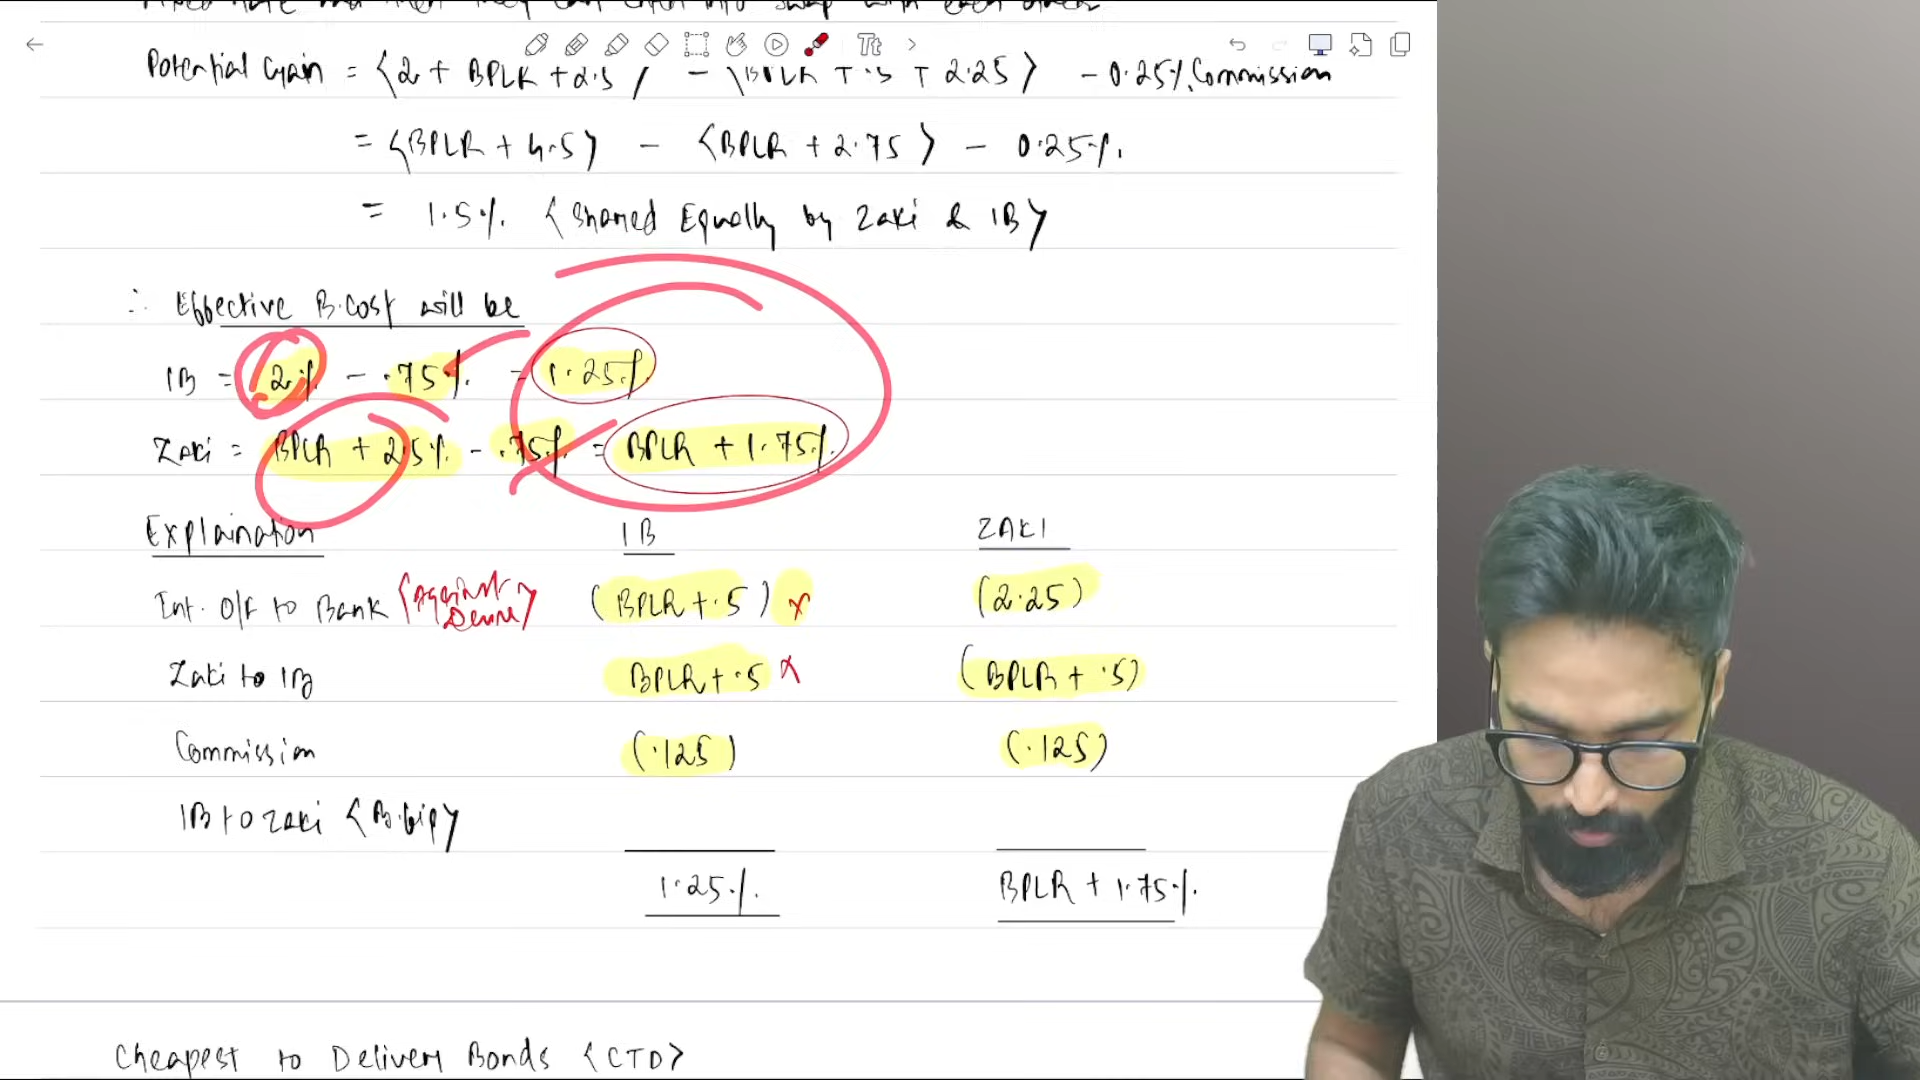 Potential Gain = <2 + BPLR + 2.5 > - <BPLR + .5 + 2.25> - 0.25% Commission
= <BPLR + 4.5> - <BPLR + 2.75> - 0.25%
= 1.5% <Shared Equally by Zaki & IB>
∴ Effective B.Cost will be
IB = 2% - .75% = 1.25%
Zaki = BPLR + 2.5% - .75% = BPLR + 1.75%
Explaination IB ZAKI
Int. O/F to Bank <Against > (BPLR + .5) x (2.25)
Zaki to IB BPLR + .5 x (BPLR + .5)
Commission (.125) (.125)
IB to Zaki <B.fig>
1.25% BPLR + 1.75%
Cheapest to Deliver Bonds <CTD>
Tt